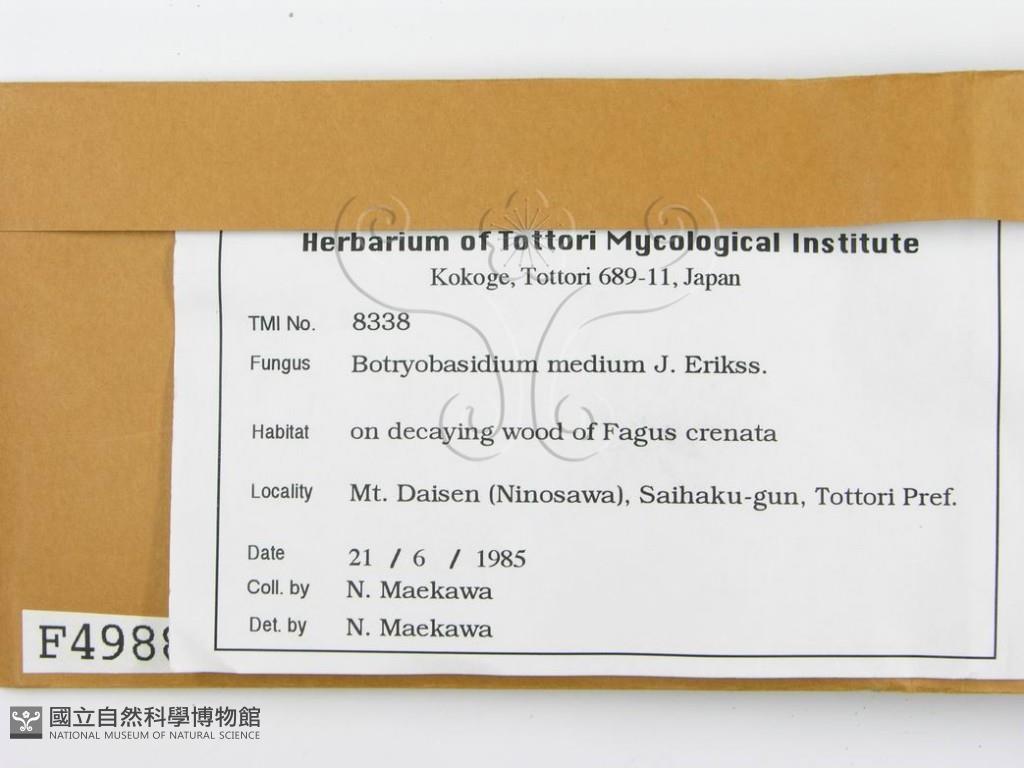 Herbarium of Tottori Mycological Institute
Kokoge, Tottori 689-11, Japan
TMI No. 8338
Fungus Botryobasidium medium J. Erikss.
Habitat on decaying wood of Fagus crenata
Locality Mt. Daisen (Ninosawa), Saihaku-gun, Tottori Pref.
Date 21 / 6 / 1985
Coll. by N. Maekawa
Det. by N. Maekawa
F498
國立自然科學博物館
NATIONAL MUSEUM OF NATURAL SCIENCE